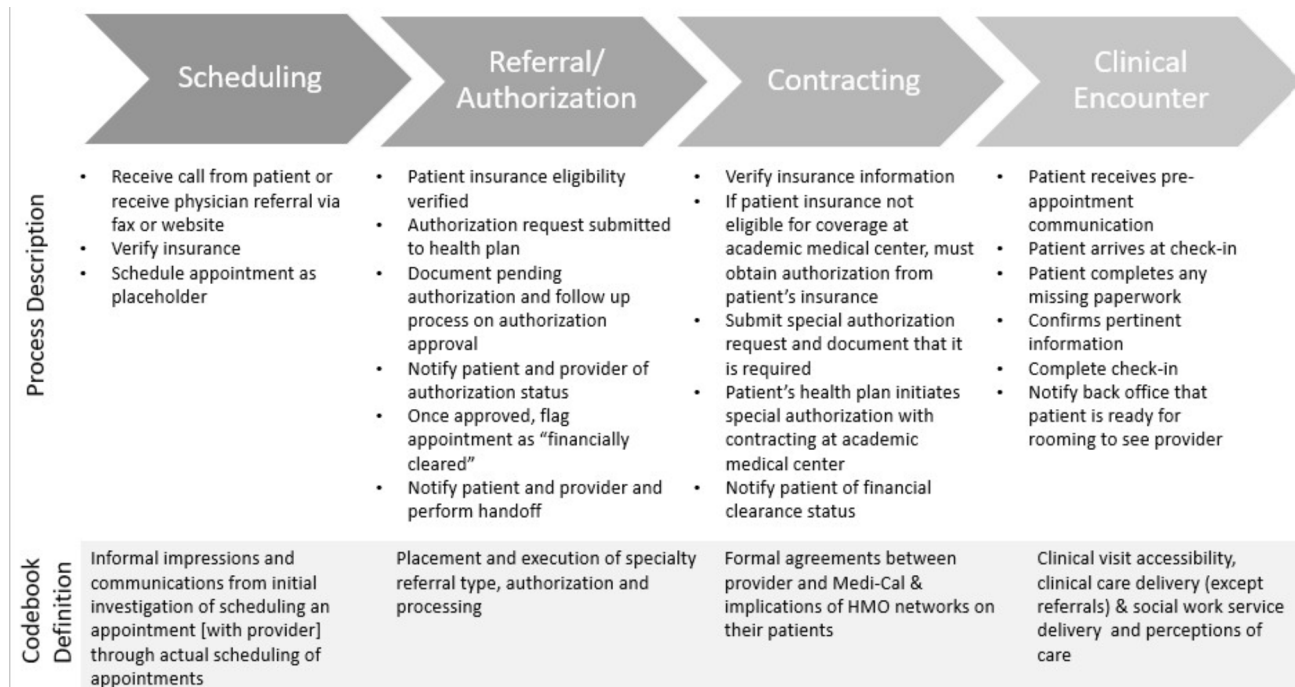 Scheduling
Referral/
Authorization
Contracting
Clinical
Encounter
Process Description
• Receive call from patient or
receive physician referral via
fax or website
• Verify insurance
• Schedule appointment as
placeholder
• Patient insurance eligibility
verified
• Authorization request submitted
to health plan
• Document pending
authorization and follow up
process on authorization
approval
• Notify patient and provider of
authorization status
• Once approved, flag
appointment as “financially
cleared”
• Notify patient and provider and
perform handoff
• Verify insurance information
• If patient insurance not
eligible for coverage at
academic medical center, must
obtain authorization from
patient’s insurance
• Submit special authorization
request and document that it
is required
• Patient’s health plan initiates
special authorization with
contracting at academic
medical center
• Notify patient of financial
clearance status
• Patient receives pre-
appointment
communication
• Patient arrives at check-in
• Patient completes any
missing paperwork
• Confirms pertinent
information
• Complete check-in
• Notify back office that
patient is ready for
rooming to see provider
Codebook
Definition
Informal impressions and
communications from initial
investigation of scheduling an
appointment [with provider]
through actual scheduling of
appointments
Placement and execution of specialty
referral type, authorization and
processing
Formal agreements between
provider and Medi-Cal &
implications of HMO networks on
their patients
Clinical visit accessibility,
clinical care delivery (except
referrals) & social work service
delivery and perceptions of
care